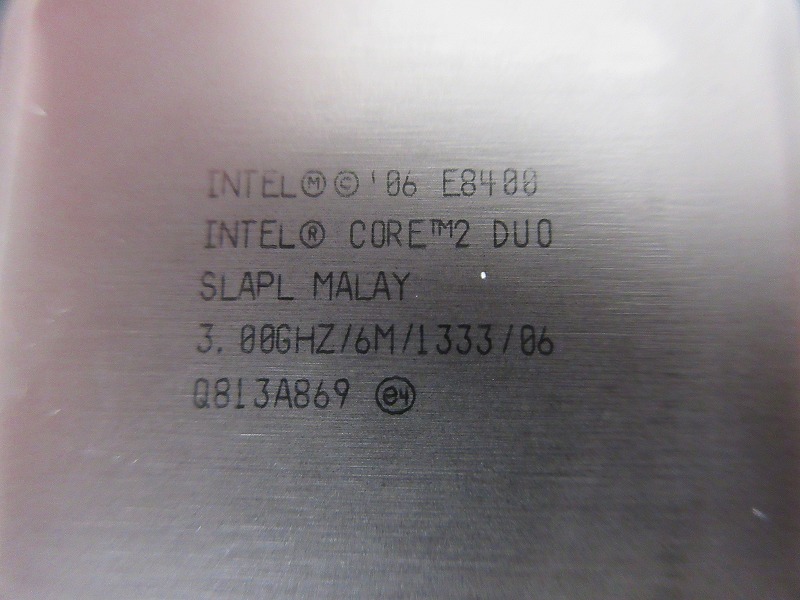 INTEL Ⓜ © '06 E8400
INTEL® CORE™2 DUO
SLAPL MALAY
3.00GHZ/6M/1333/06
Q813A869 e4